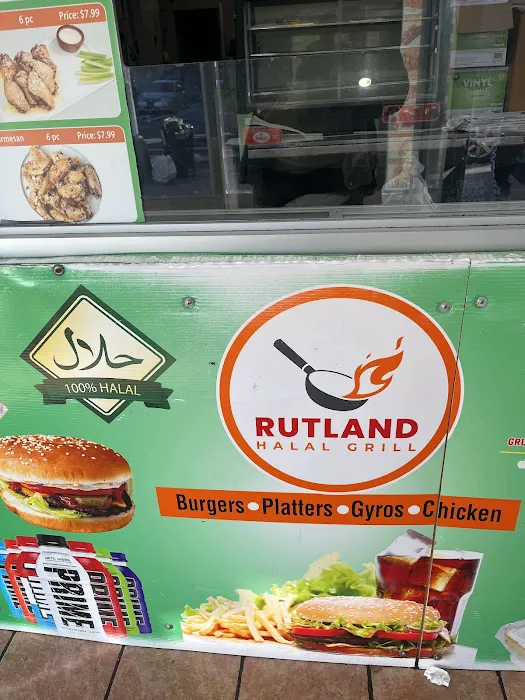 6 pc Price: $7.99
rmesan 6 pc Price: $7.99
VINYL
حلال
100% HALAL
RUTLAND
HALAL GRILL
Burgers•Platters•Gyros•Chicken
GRU
PRIME